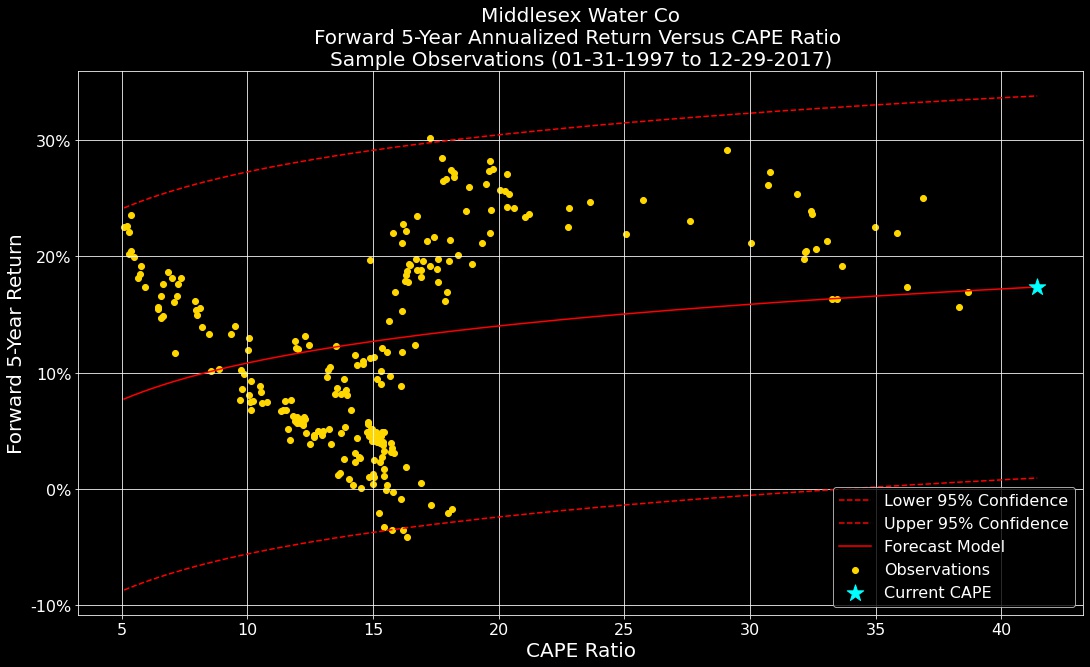 Middlesex Water Co
Forward 5-Year Annualized Return Versus CAPE Ratio
Sample Observations (01-31-1997 to 12-29-2017)
Forward 5-Year Return
30%
20%
10%
0%
-10%
5 10 15 20 25 30 35 40
CAPE Ratio
Lower 95% Confidence
Upper 95% Confidence
Forecast Model
Observations
Current CAPE